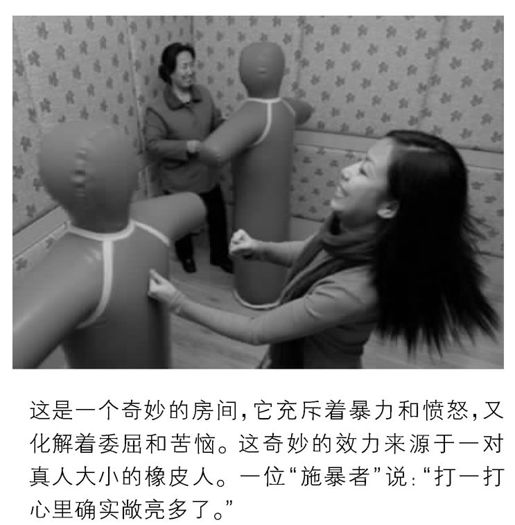 这是一个奇妙的房间，它充斥着暴力和愤怒，又
化解着委屈和苦恼。这奇妙的效力来源于一对
真人大小的橡皮人。一位“施暴者”说：“打一打
心里确实敞亮多了。”